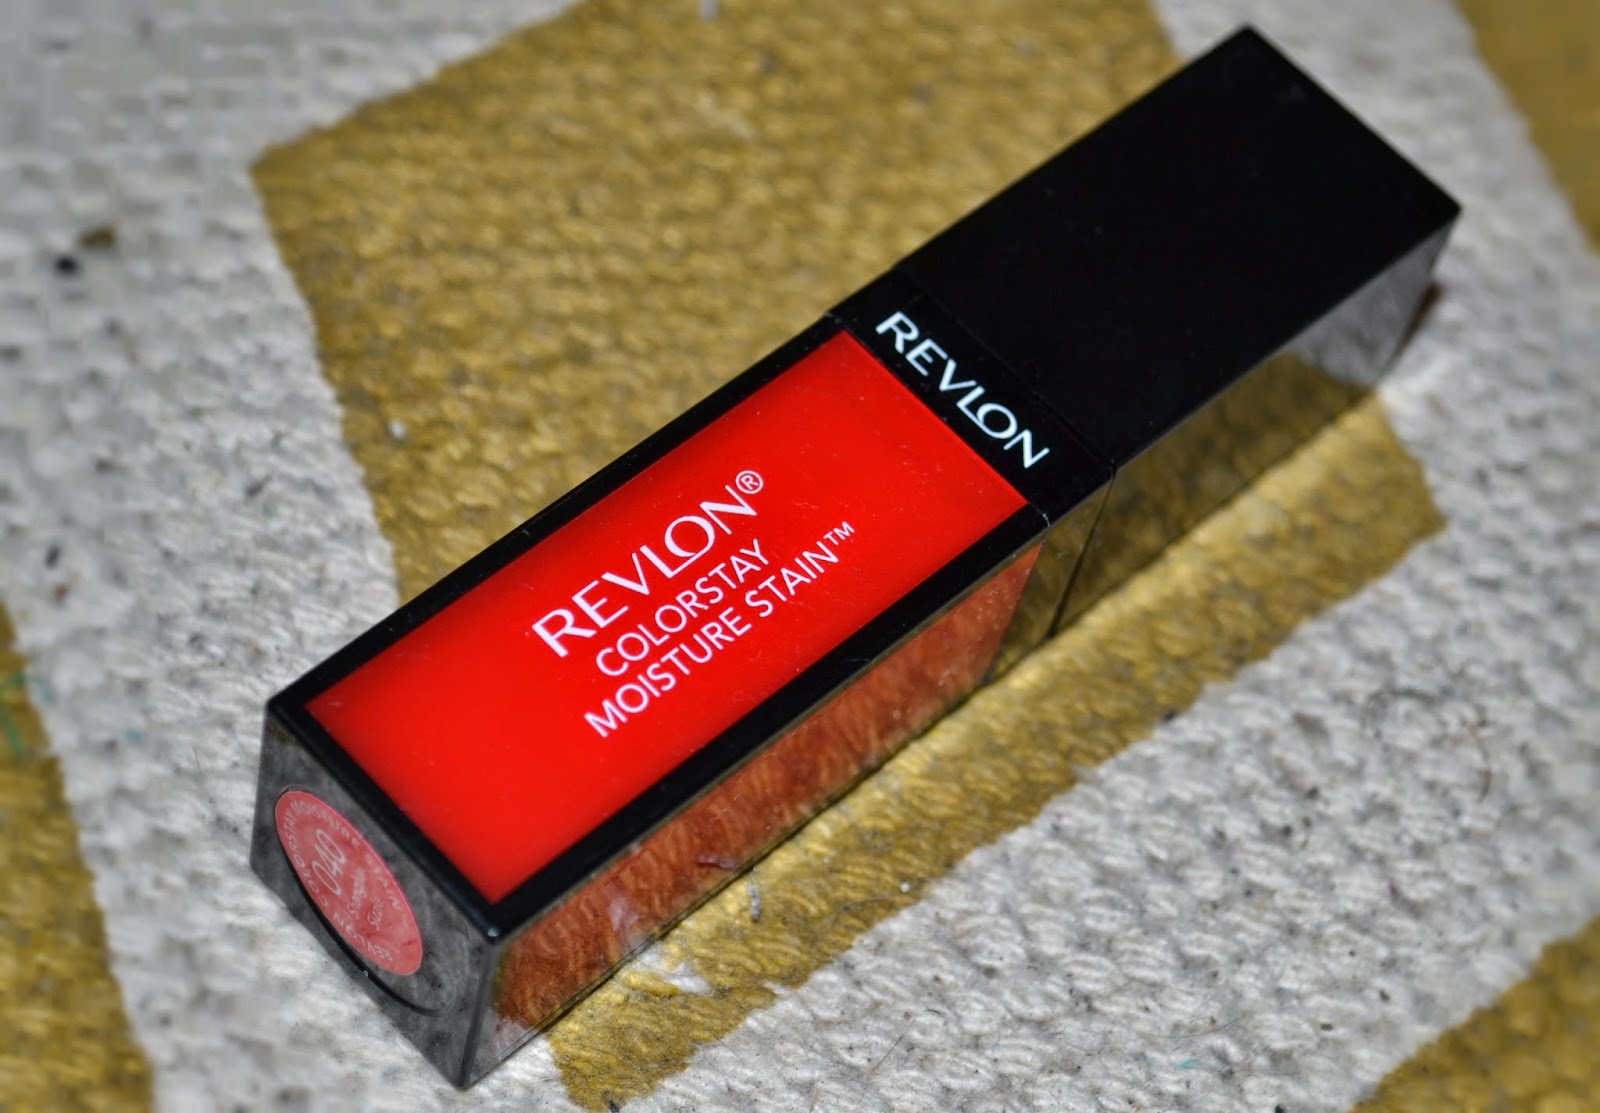 REVLON
REVLON®
COLORSTAY
MOISTURE STAIN™
040